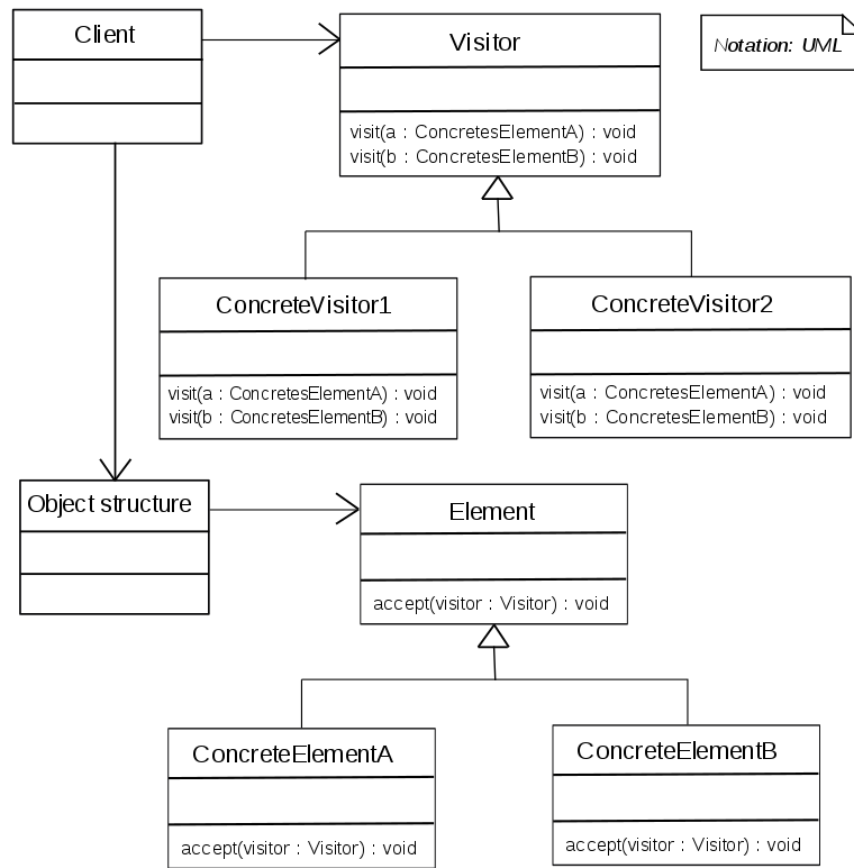 Client
Visitor
Notation: UML
visit(a : ConcretesElementA) : void
visit(b : ConcretesElementB) : void
ConcreteVisitor1
visit(a : ConcretesElementA) : void
visit(b : ConcretesElementB) : void
ConcreteVisitor2
visit(a : ConcretesElementA) : void
visit(b : ConcretesElementB) : void
Object structure
Element
accept(visitor : Visitor) : void
ConcreteElementA
accept(visitor : Visitor) : void
ConcreteElementB
accept(visitor : Visitor) : void